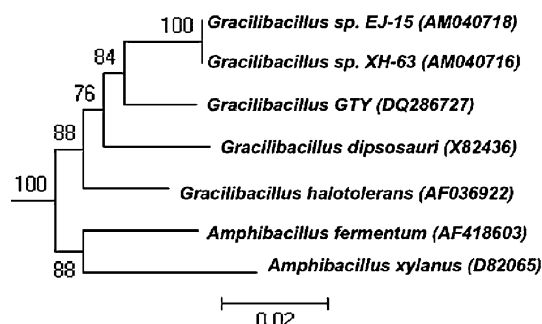 100 Gracilibacillus sp. EJ-15 (AM040718)
84 Gracilibacillus sp. XH-63 (AM040716)
76 Gracilibacillus GTY (DQ286727)
88 Gracilibacillus dipsosauri (X82436)
100 Gracilibacillus halotolerans (AF036922)
Amphibacillus fermentum (AF418603)
88 Amphibacillus xylanus (D82065)
0.02